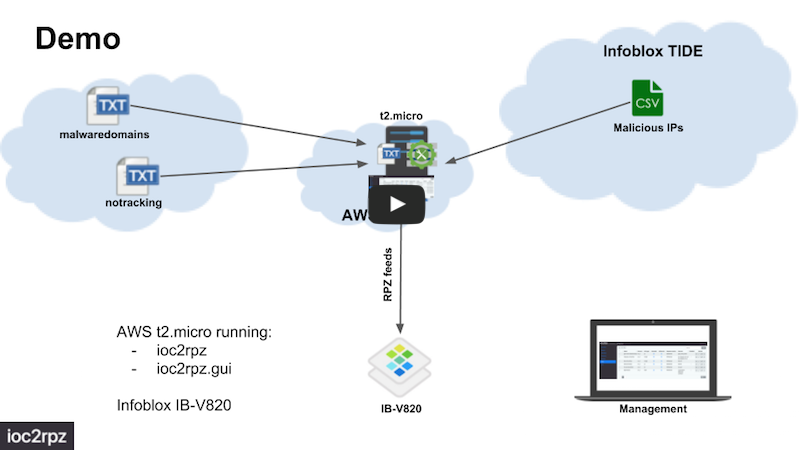 Demo
Infoblox TIDE
TXT
malwaredomains
t2.micro
TXT
CSV
Malicious IPs
TXT
notracking
AWS
RPZ feeds
AWS t2.micro running:
- ioc2rpz
- ioc2rpz.gui
Infoblox IB-V820
IB-V820
Management
ioc2rpz